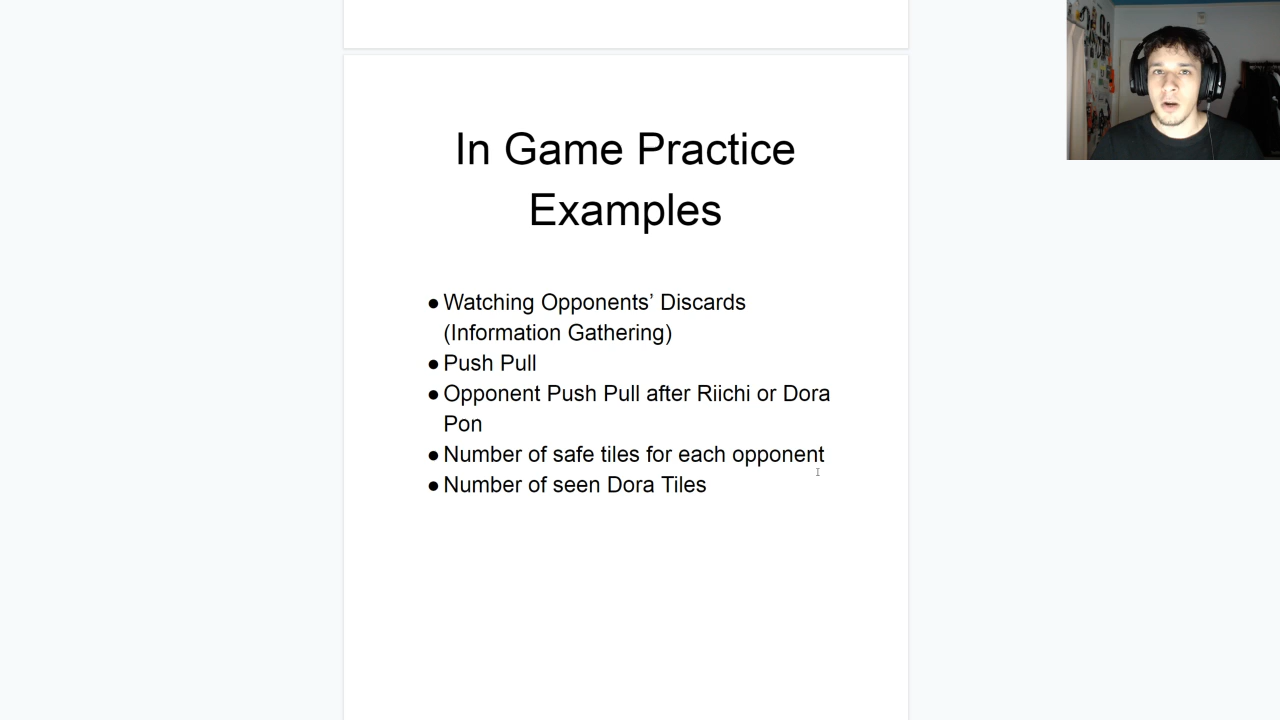 In Game Practice
Examples
● Watching Opponents’ Discards
(Information Gathering)
● Push Pull
● Opponent Push Pull after Riichi or Dora
Pon
● Number of safe tiles for each opponent
● Number of seen Dora Tiles